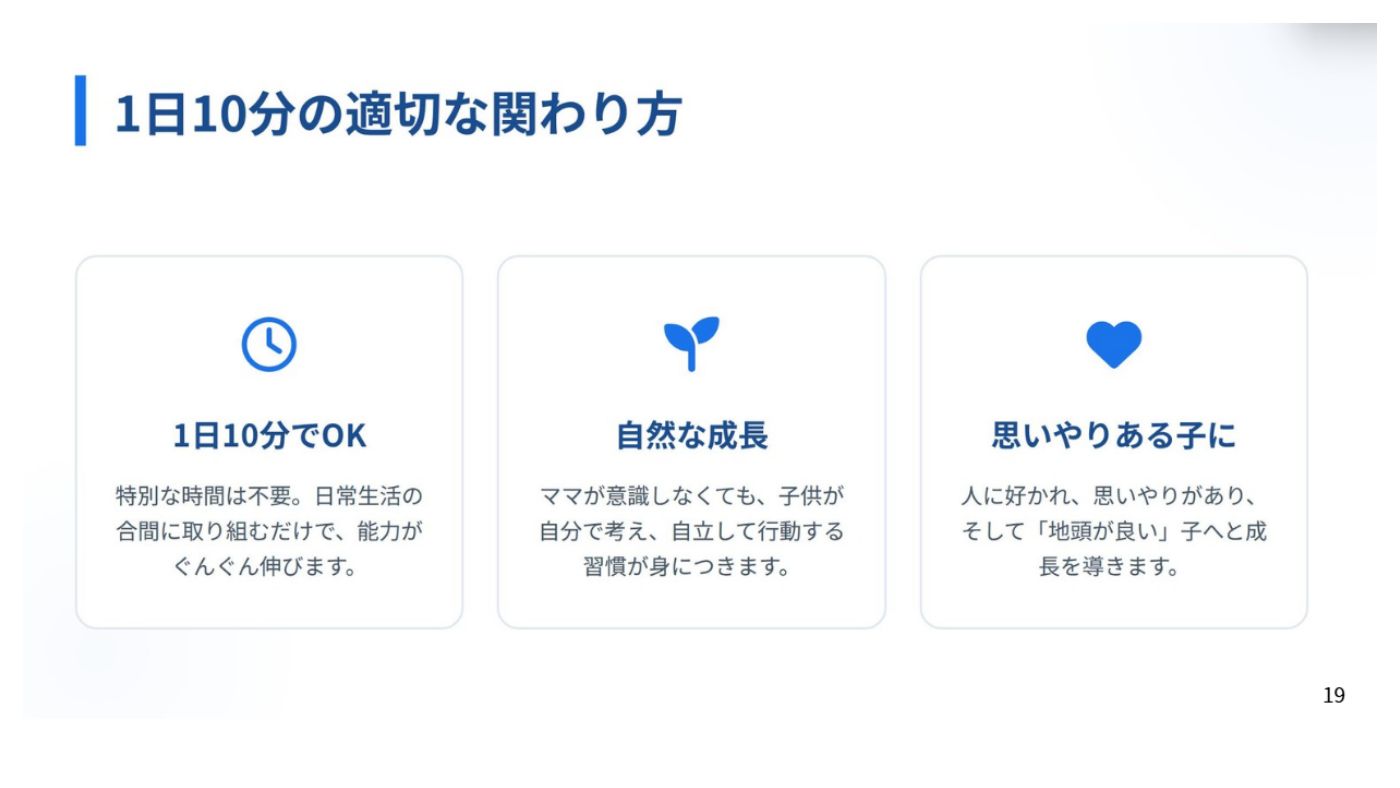 1日10分の適切な関わり方
1日10分でOK
特別な時間は不要。日常生活の
合間に取り組むだけで、能力が
ぐんぐん伸びます。
自然な成長
ママが意識しなくても、子供が
自分で考え、自立して行動する
習慣が身につきます。
思いやりある子に
人に好かれ、思いやりがあり、
そして「地頭が良い」子へと成
長を導きます。
19